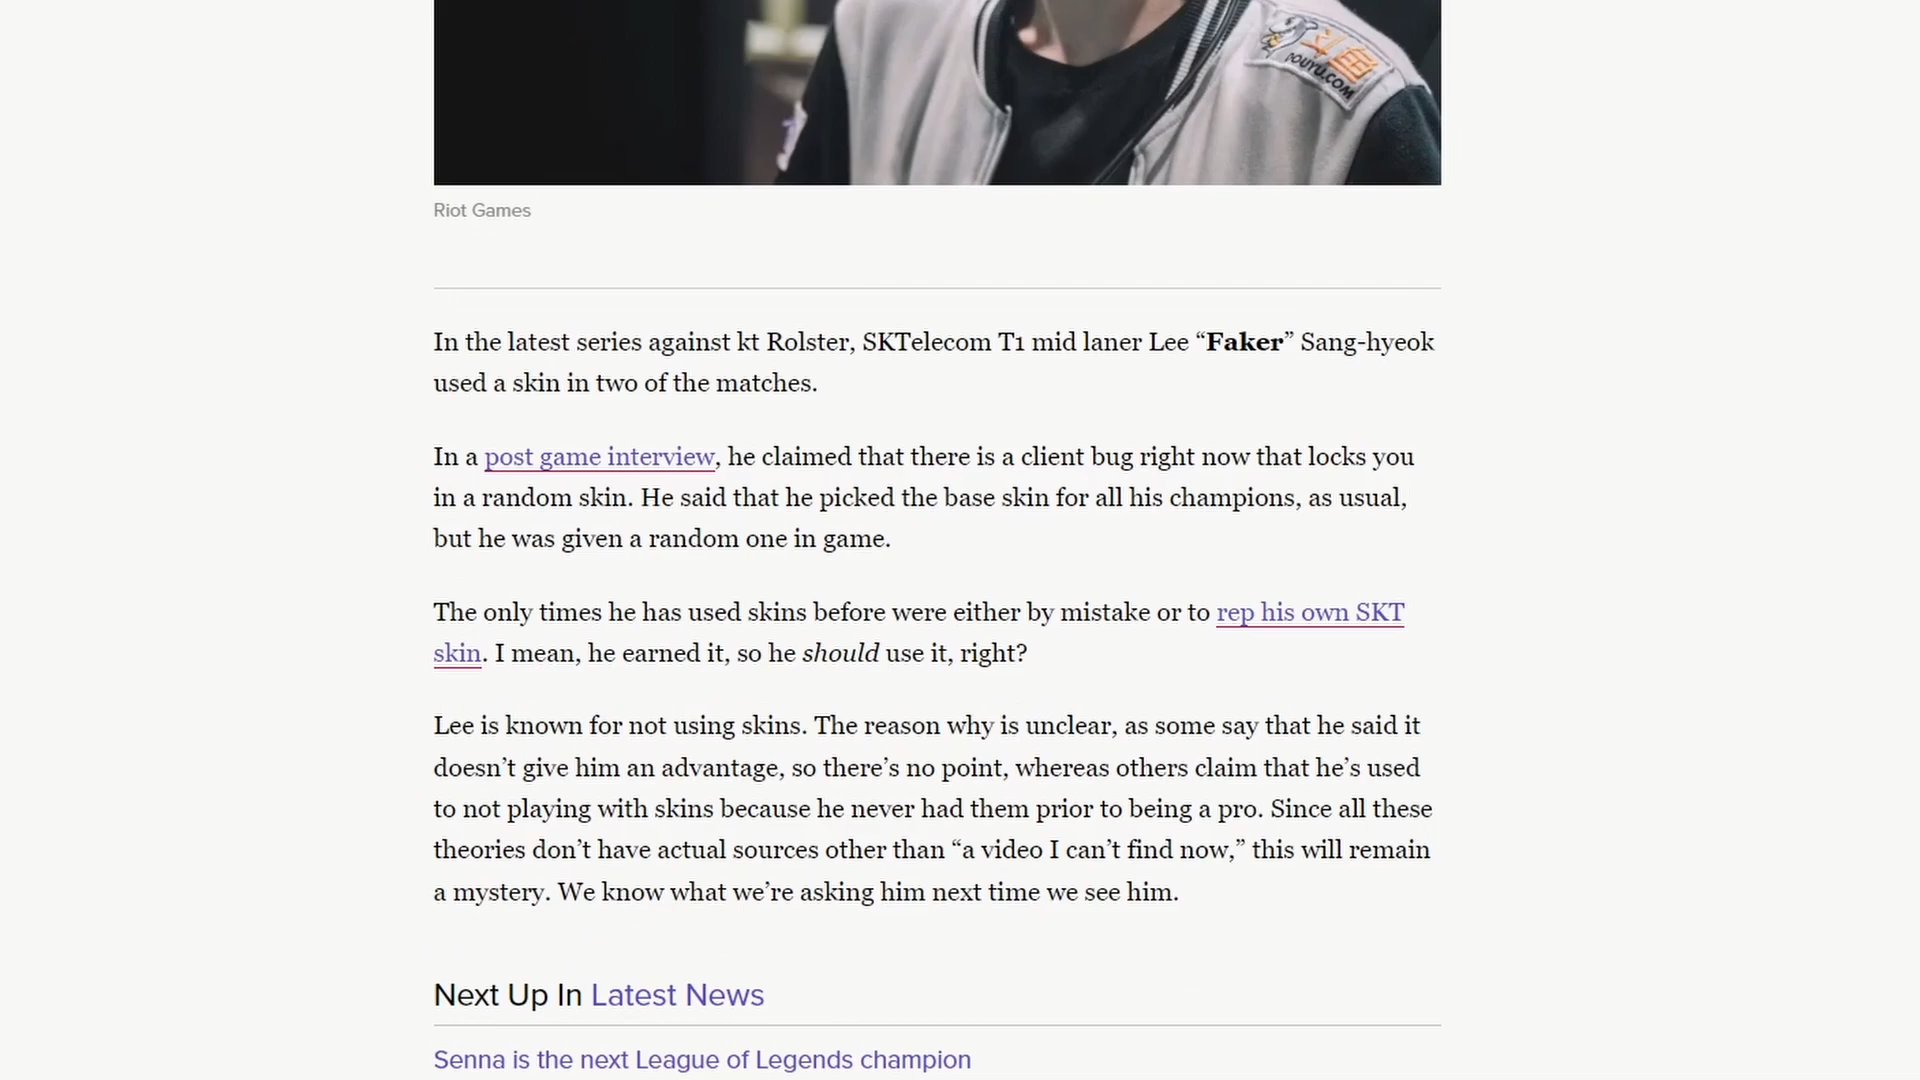 斗鱼
DOUYU.COM
Riot Games
In the latest series against kt Rolster, SKTelecom T1 mid laner Lee “Faker” Sang-hyeok
used a skin in two of the matches.
In a post game interview, he claimed that there is a client bug right now that locks you
in a random skin. He said that he picked the base skin for all his champions, as usual,
but he was given a random one in game.
The only times he has used skins before were either by mistake or to rep his own SKT
skin. I mean, he earned it, so he should use it, right?
Lee is known for not using skins. The reason why is unclear, as some say that he said it
doesn’t give him an advantage, so there’s no point, whereas others claim that he’s used
to not playing with skins because he never had them prior to being a pro. Since all these
theories don’t have actual sources other than “a video I can’t find now,” this will remain
a mystery. We know what we’re asking him next time we see him.
Next Up In Latest News
Senna is the next League of Legends champion